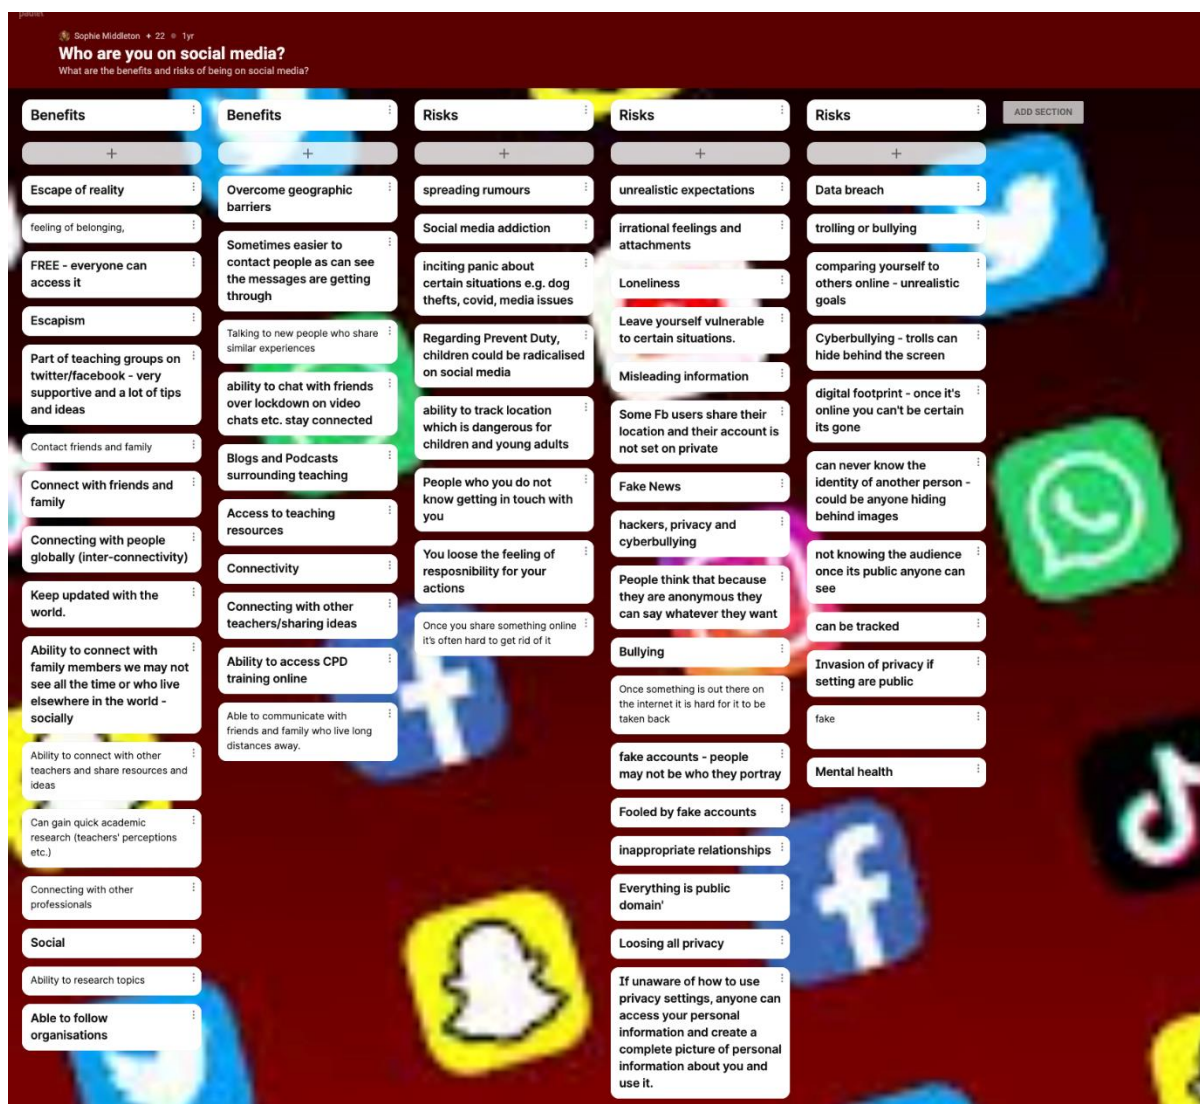 padlet
Sophie Middleton + 22 • 1yr
Who are you on social media?
What are the benefits and risks of being on social media?
Benefits
+
Escape of reality
feeling of belonging,
FREE - everyone can
access it
Escapism
Part of teaching groups on
twitter/facebook - very
supportive and a lot of tips
and ideas
Contact friends and family
Connect with friends and
family
Connecting with people
globally (inter-connectivity)
Keep updated with the
world.
Ability to connect with
family members we may not
see all the time or who live
elsewhere in the world -
socially
Ability to connect with other
teachers and share resources and
ideas
Can gain quick academic
research (teachers' perceptions
etc.)
Connecting with other
professionals
Social
Ability to research topics
Able to follow
organisations
Benefits
+
Overcome geographic
barriers
Sometimes easier to
contact people as can see
the messages are getting
through
Talking to new people who share
similar experiences
ability to chat with friends
over lockdown on video
chats etc. stay connected
Blogs and Podcasts
surrounding teaching
Access to teaching
resources
Connectivity
Connecting with other
teachers/sharing ideas
Ability to access CPD
training online
Able to communicate with
friends and family who live long
distances away.
Risks
+
spreading rumours
Social media addiction
inciting panic about
certain situations e.g. dog
thefts, covid, media issues
Regarding Prevent Duty,
children could be radicalised
on social media
ability to track location
which is dangerous for
children and young adults
People who you do not
know getting in touch with
you
You loose the feeling of
resposnibility for your
actions
Once you share something online
it's often hard to get rid of it
Risks
+
unrealistic expectations
irrational feelings and
attachments
Loneliness
Leave yourself vulnerable
to certain situations.
Misleading information
Some Fb users share their
location and their account is
not set on private
Fake News
hackers, privacy and
cyberbullying
People think that because
they are anonymous they
can say whatever they want
Bullying
Once something is out there on
the internet it is hard for it to be
taken back
fake accounts - people
may not be who they portray
Fooled by fake accounts
inappropriate relationships
Everything is public
domain'
Loosing all privacy
If unaware of how to use
privacy settings, anyone can
access your personal
information and create a
complete picture of personal
information about you and
use it.
Risks
+
Data breach
trolling or bullying
comparing yourself to
others online - unrealistic
goals
Cyberbullying - trolls can
hide behind the screen
digital footprint - once it's
online you can't be certain
its gone
can never know the
identity of another person -
could be anyone hiding
behind images
not knowing the audience
once its public anyone can
see
can be tracked
Invasion of privacy if
setting are public
fake
Mental health
ADD SECTION